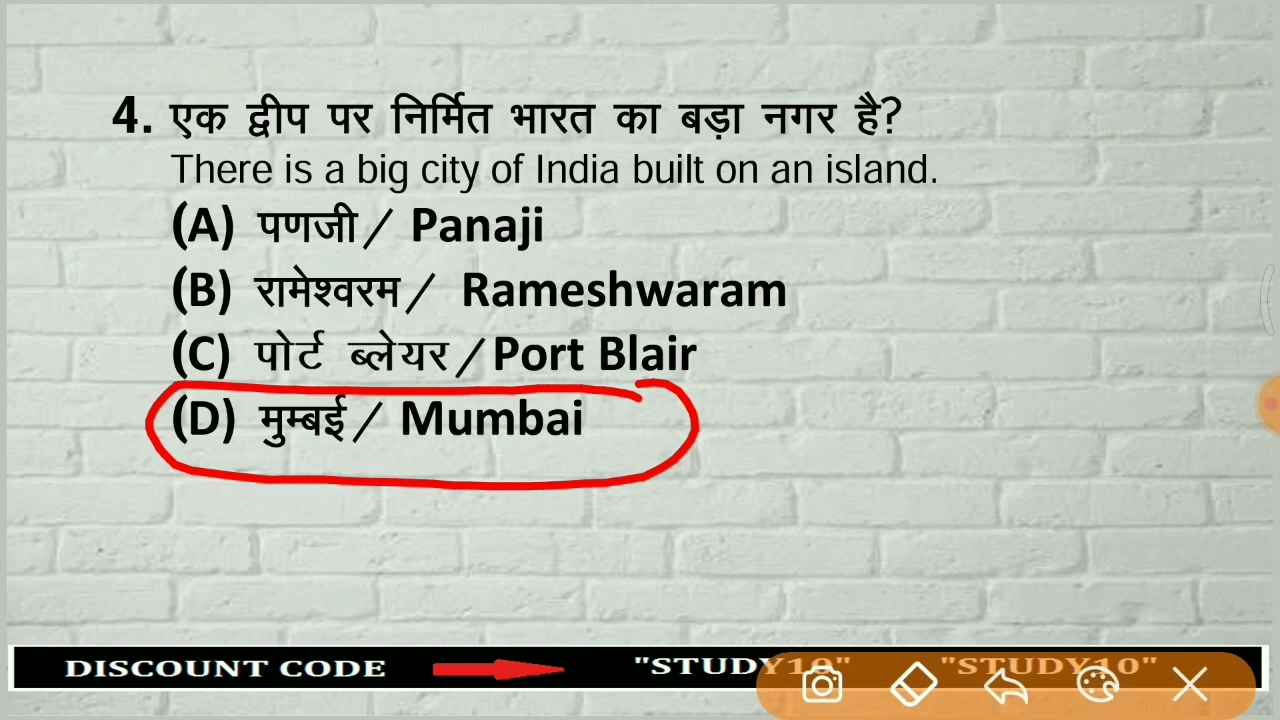 4. एक द्वीप पर निर्मित भारत का बड़ा नगर है?
There is a big city of India built on an island.
(A) पणजी / Panaji
(B) रामेश्वरम / Rameshwaram
(C) पोर्ट ब्लेयर / Port Blair
(D) मुम्बई / Mumbai
DISCOUNT CODE "STUDY10" "STUDY10"